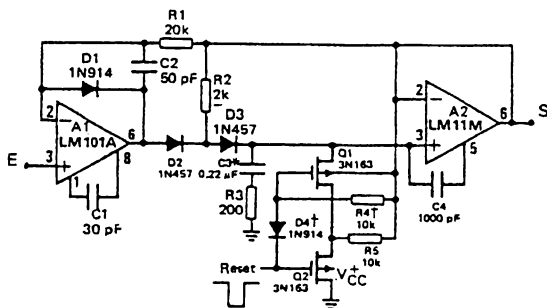 R1
20k
D1
1N914
C2
50 pF
R2
2k
D3
1N457
2
A1
LM101A
6
3
8
1
E
C1
30 pF
D2
1N457
C3*
0.22 µF
R3
200
Q1
3N163
D4†
1N914
R4†
10k
R5
10k
Reset
Q2
3N163
V+CC
2
A2
LM11M
6
3
5
S
C4
1000 pF